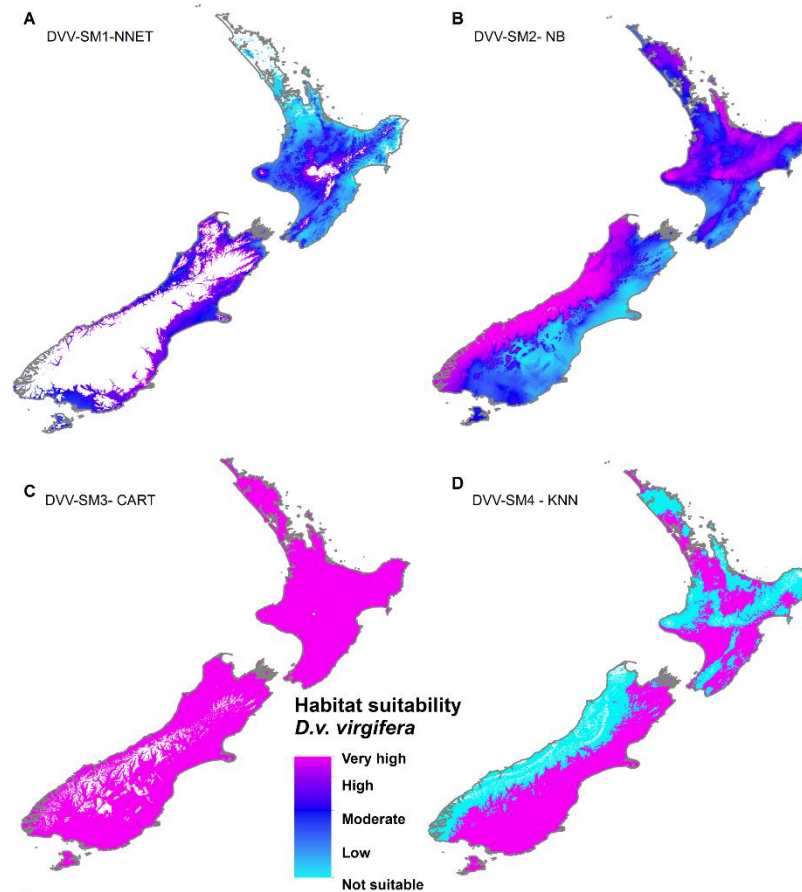 A
DVV-SM1-NNET
B
DVV-SM2- NB
C
DVV-SM3- CART
D
DVV-SM4 - KNN
Habitat suitability
D.v. virgifera
Very high
High
Moderate
Low
Not suitable